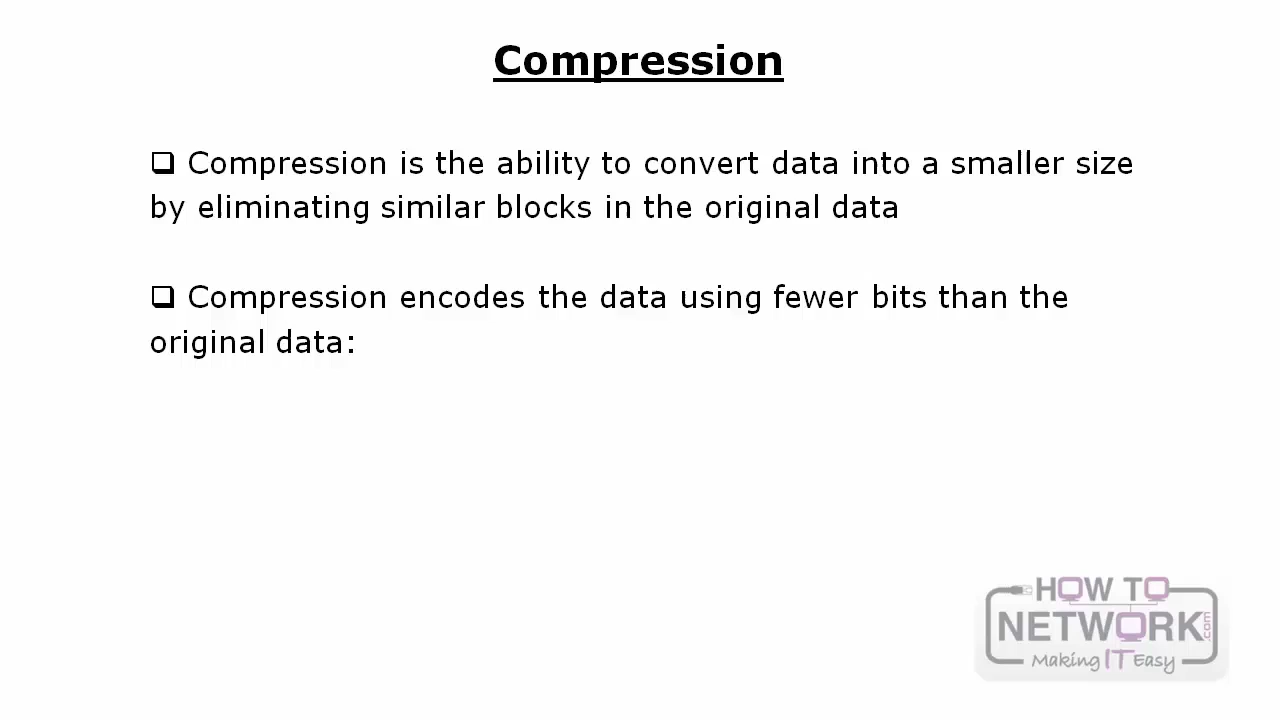 Compression
❑ Compression is the ability to convert data into a smaller size
by eliminating similar blocks in the original data
❑ Compression encodes the data using fewer bits than the
original data:
HOW TO
NETWORK.com
Making IT Easy